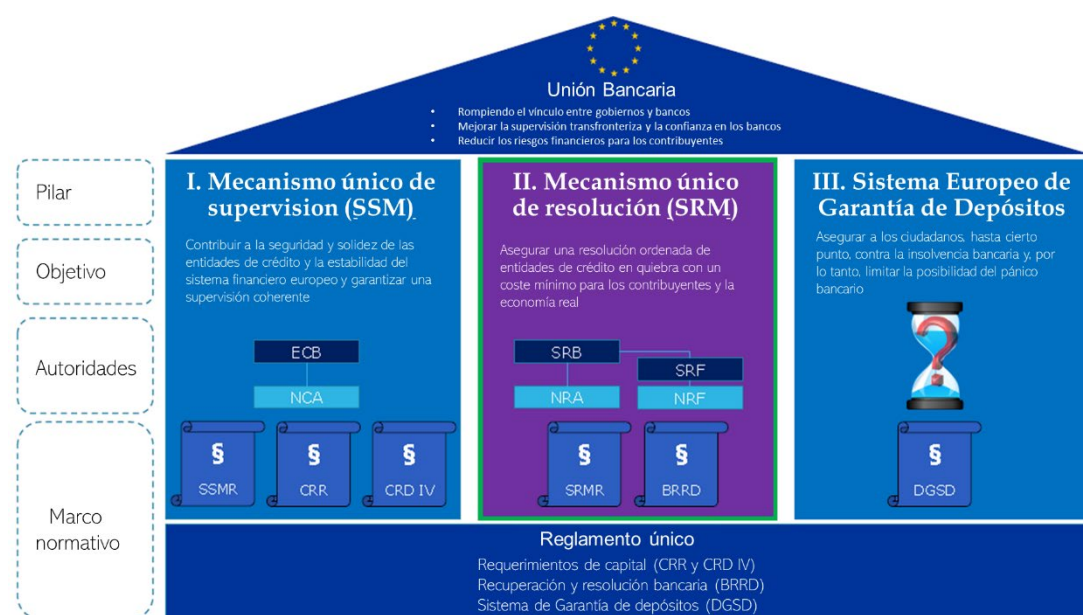 Unión Bancaria
• Rompiendo el vínculo entre gobiernos y bancos
• Mejorar la supervisión transfronteriza y la confianza en los bancos
• Reducir los riesgos financieros para los contribuyentes
Pilar
I. Mecanismo único de
supervision (SSM)
II. Mecanismo único
de resolución (SRM)
III. Sistema Europeo de
Garantía de Depósitos
Objetivo
Contribuir a la seguridad y solidez de las
entidades de crédito y la estabilidad del
sistema financiero europeo y garantizar una
supervisión coherente
Asegurar una resolución ordenada de
entidades de crédito en quiebra con un
coste mínimo para los contribuyentes y la
economía real
Asegurar a los ciudadanos, hasta cierto
punto, contra la insolvencia bancaria y, por
lo tanto, limitar la posibilidad del pánico
bancario
Autoridades
ECB
NCA
SRB
SRF
NRA
NRF
?
Marco
normativo
§
SSMR
§
CRR
§
CRD IV
§
SRMR
§
BRRD
§
DGSD
Reglamento único
Requerimientos de capital (CRR y CRD IV)
Recuperación y resolución bancaria (BRRD)
Sistema de Garantía de depósitos (DGSD)